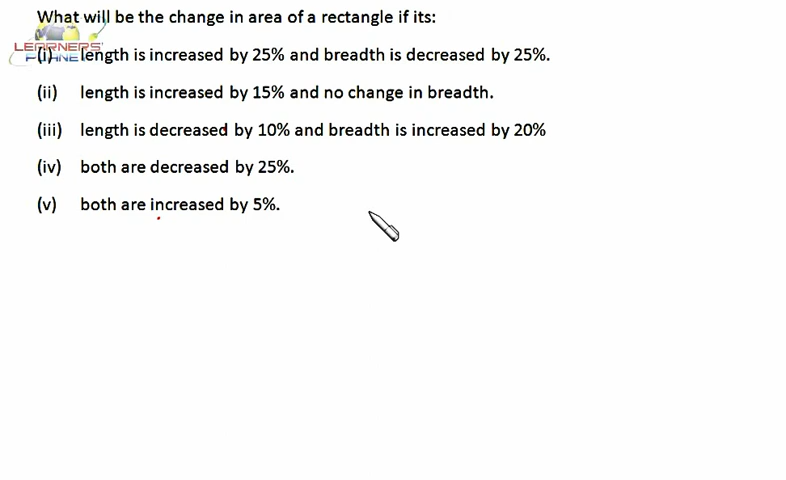 What will be the change in area of a rectangle if its:
LEARNERS'
PLANET
(i) length is increased by 25% and breadth is decreased by 25%.
(ii) length is increased by 15% and no change in breadth.
(iii) length is decreased by 10% and breadth is increased by 20%
(iv) both are decreased by 25%.
(v) both are increased by 5%.